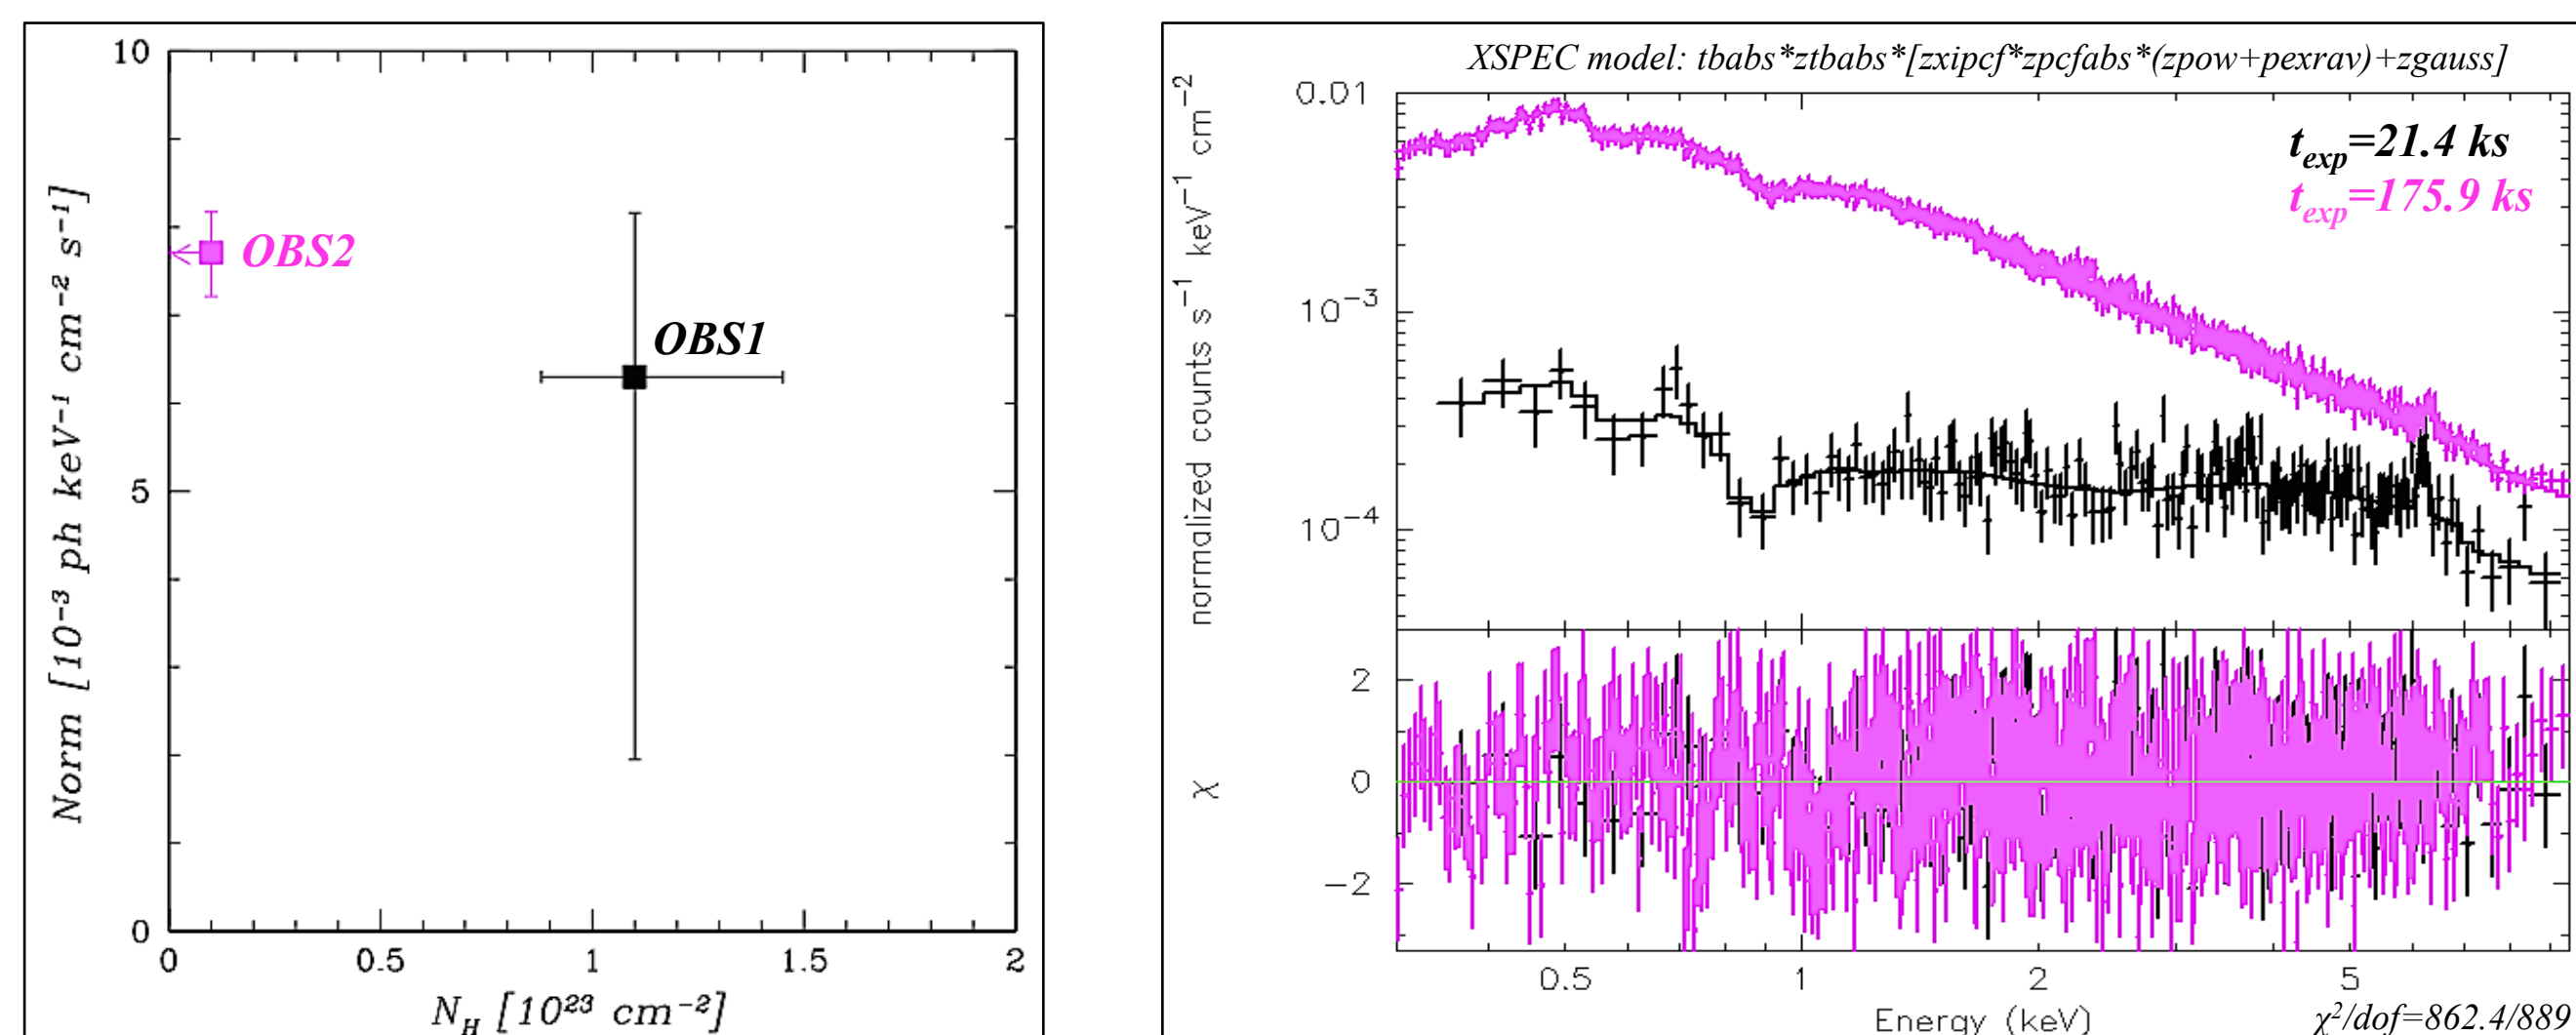 10
5
0
0 0.5 1 1.5 2
Norm [10⁻³ ph keV⁻¹ cm⁻² s⁻¹]
N_H [10²³ cm⁻²]
OBS2
OBS1
XSPEC model: tbabs*ztbabs*[zxipcf*zpcfabs*(zpow+pexrav)+zgauss]
t_exp=21.4 ks
t_exp=175.9 ks
0.01
10⁻³
10⁻⁴
normalized counts s⁻¹ keV⁻¹ cm⁻²
2
0
−2
χ
0.5 1 2 5
Energy (keV)
χ²/dof=862.4/889